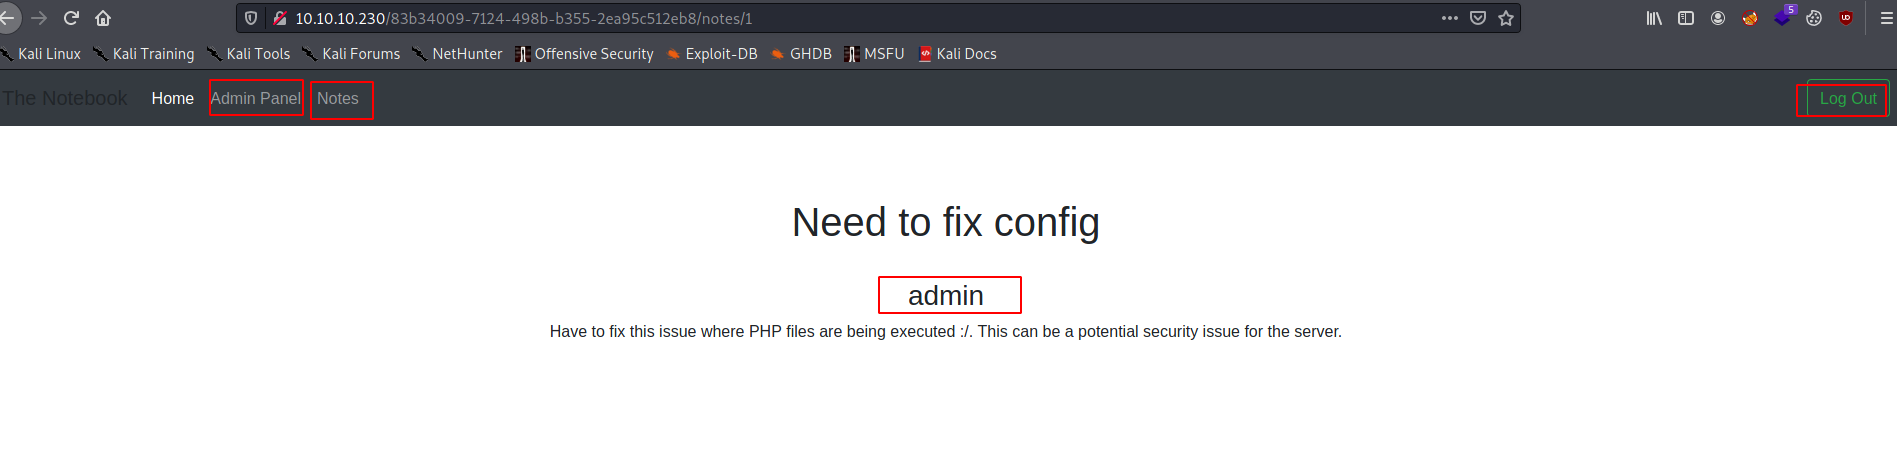 10.10.10.230/83b34009-7124-498b-b355-2ea95c512eb8/notes/1
5
Kali Linux Kali Training Kali Tools Kali Forums NetHunter Offensive Security Exploit-DB GHDB MSFU Kali Docs
The Notebook Home Admin Panel Notes Log Out
Need to fix config
admin
Have to fix this issue where PHP files are being executed :/. This can be a potential security issue for the server.